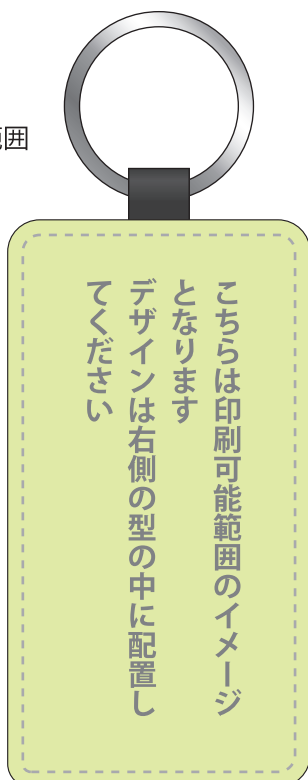 範囲
こちらは印刷可能範囲のイメージ
となります
デザインは右側の型の中に配置し
てください